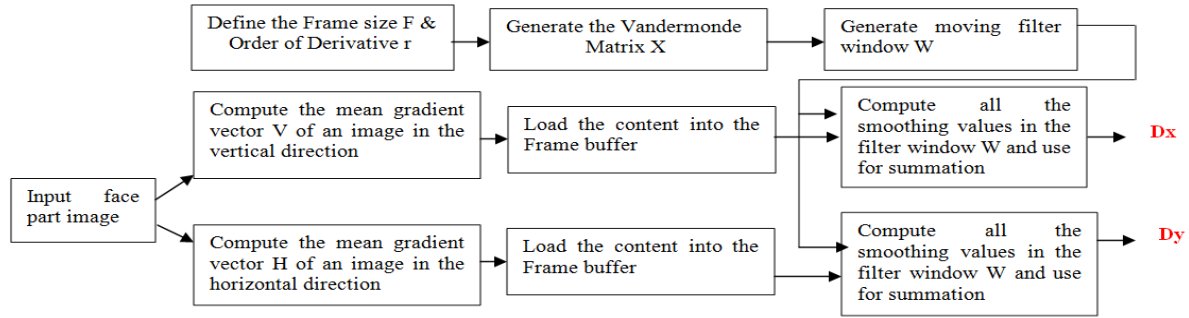 Define the Frame size F &
Order of Derivative r
Generate the Vandermonde
Matrix X
Generate moving filter
window W
Compute the mean gradient
vector V of an image in the
vertical direction
Load the content into the
Frame buffer
Compute all the
smoothing values in the
filter window W and use
for summation
Dx
Input face
part image
Compute the mean gradient
vector H of an image in the
horizontal direction
Load the content into the
Frame buffer
Compute all the
smoothing values in the
filter window W and use
for summation
Dy